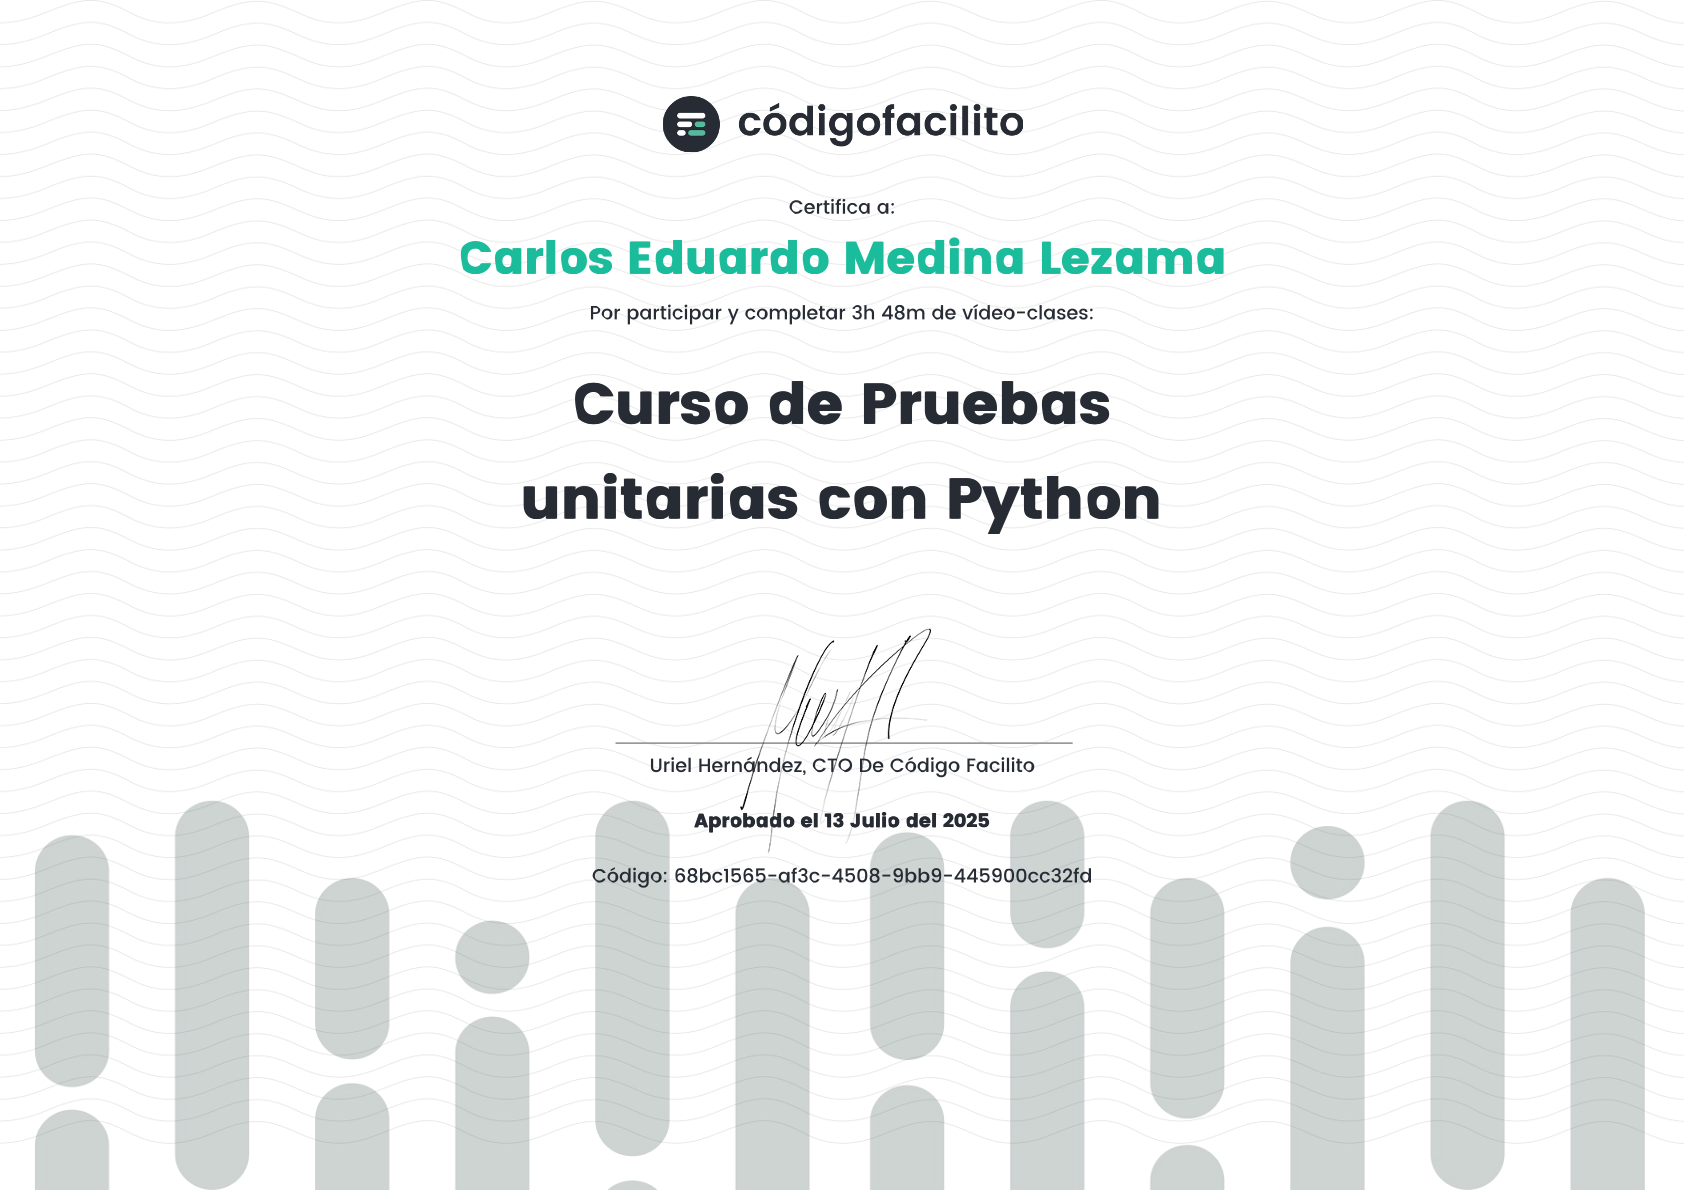 códigofacilito
Certifica a:
Carlos Eduardo Medina Lezama
Por participar y completar 3h 48m de vídeo-clases:
Curso de Pruebas
unitarias con Python
Uriel Hernández, CTO De Código Facilito
Aprobado el 13 Julio del 2025
Código: 68bc1565-af3c-4508-9bb9-445900cc32fd